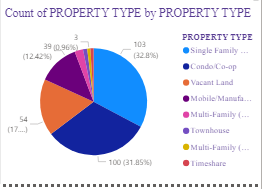 Count of PROPERTY TYPE by PROPERTY TYPE
PROPERTY TYPE
Single Family ...
Condo/Co-op
Vacant Land
Mobile/Manufa...
Multi-Family (...
Townhouse
Multi-Family (...
Timeshare
3
(0.96%)
39
(12.42%)
103
(32.8%)
54
(17....)
100 (31.85%)